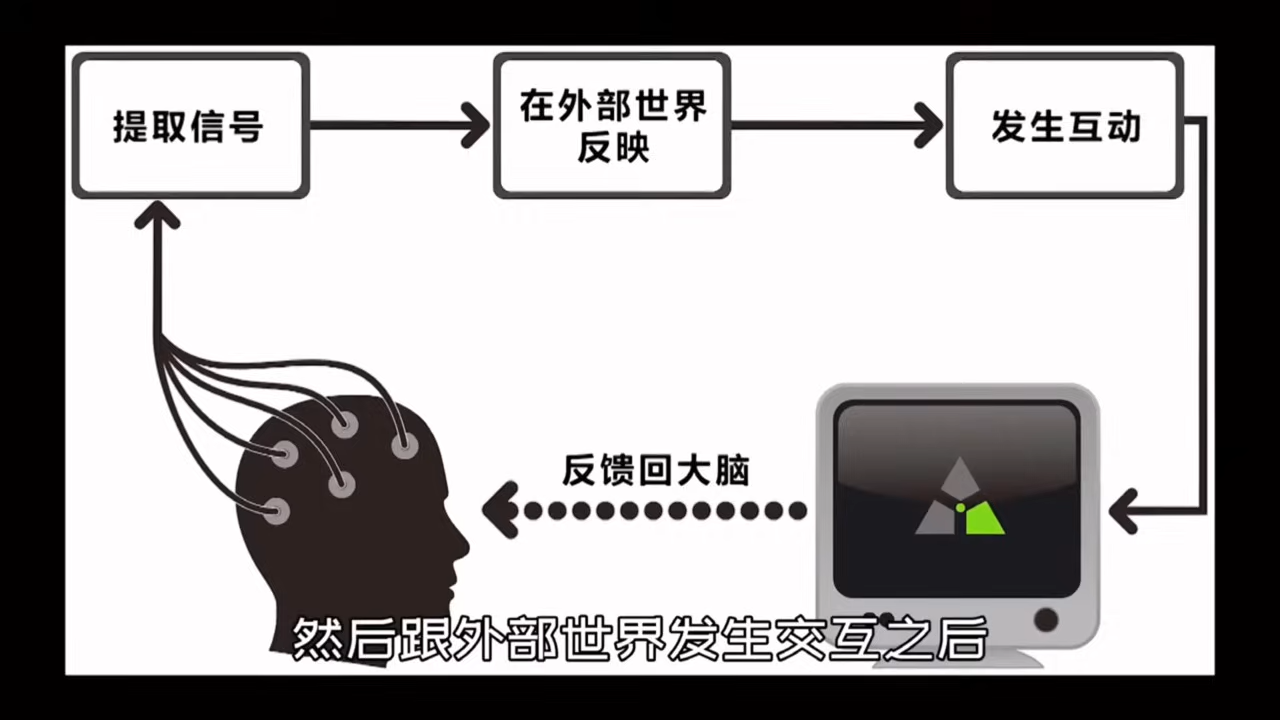 提取信号
在外部世界
反映
发生互动
反馈回大脑
然后跟外部世界发生交互之后